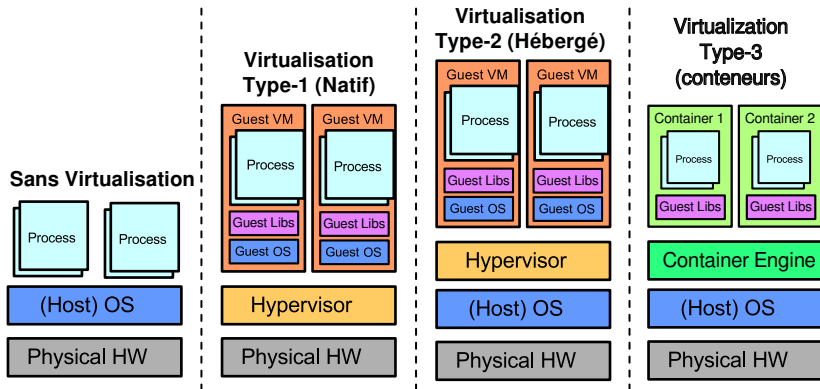 Sans Virtualisation
Process
Process
(Host) OS
Physical HW
Virtualisation
Type-1 (Natif)
Guest VM
Guest VM
Process
Process
Guest Libs
Guest Libs
Guest OS
Guest OS
Hypervisor
Physical HW
Virtualisation
Type-2 (Hébergé)
Guest VM
Guest VM
Process
Process
Guest Libs
Guest Libs
Guest OS
Guest OS
Hypervisor
(Host) OS
Physical HW
Virtualization
Type-3
(conteneurs)
Container 1
Container 2
Process
Process
Guest Libs
Guest Libs
Container Engine
(Host) OS
Physical HW